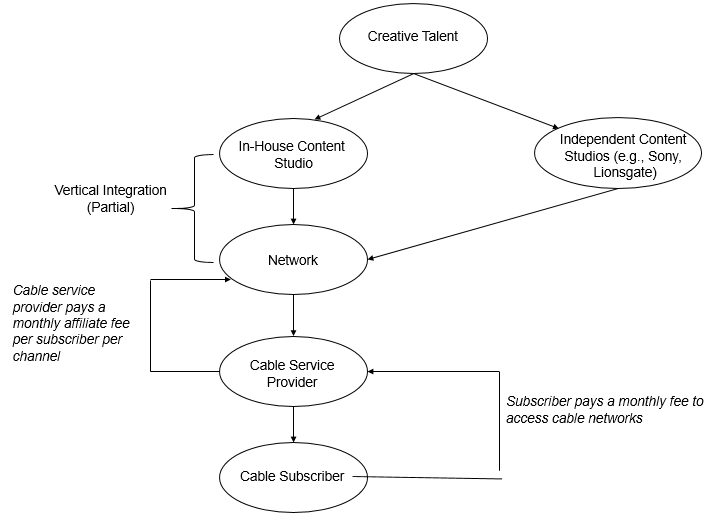 Creative Talent
In-House Content
Studio
Independent Content
Studios (e.g., Sony,
Lionsgate)
Vertical Integration
(Partial)
Network
Cable service
provider pays a
monthly affiliate fee
per subscriber per
channel
Cable Service
Provider
Subscriber pays a monthly fee to
access cable networks
Cable Subscriber